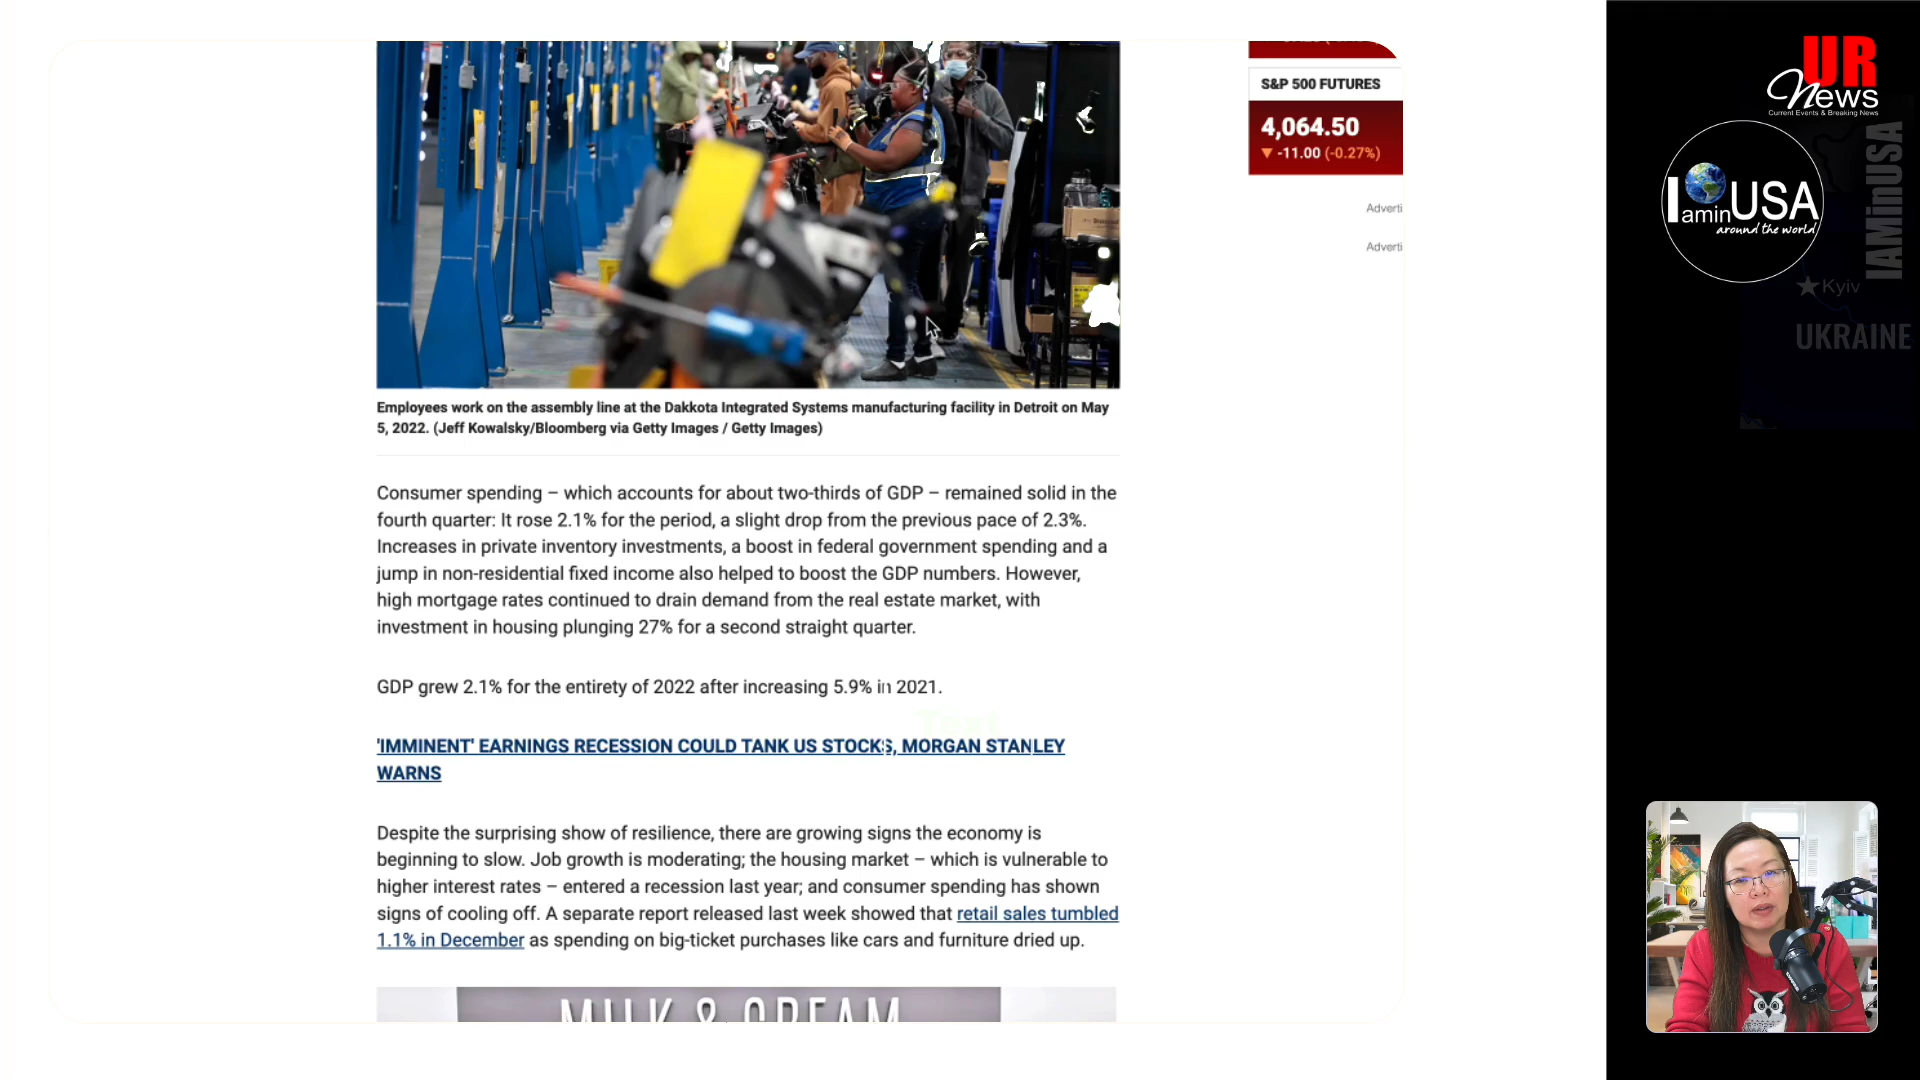 S&P 500 FUTURES
4,064.50
▼ -11.00 (-0.27%)
Adverti
Adverti
Employees work on the assembly line at the Dakkota Integrated Systems manufacturing facility in Detroit on May
5, 2022. (Jeff Kowalsky/Bloomberg via Getty Images / Getty Images)
Consumer spending – which accounts for about two-thirds of GDP – remained solid in the
fourth quarter: It rose 2.1% for the period, a slight drop from the previous pace of 2.3%.
Increases in private inventory investments, a boost in federal government spending and a
jump in non-residential fixed income also helped to boost the GDP numbers. However,
high mortgage rates continued to drain demand from the real estate market, with
investment in housing plunging 27% for a second straight quarter.
GDP grew 2.1% for the entirety of 2022 after increasing 5.9% in 2021.
'IMMINENT' EARNINGS RECESSION COULD TANK US STOCKS, MORGAN STANLEY
WARNS
Despite the surprising show of resilience, there are growing signs the economy is
beginning to slow. Job growth is moderating; the housing market – which is vulnerable to
higher interest rates – entered a recession last year; and consumer spending has shown
signs of cooling off. A separate report released last week showed that retail sales tumbled
1.1% in December as spending on big-ticket purchases like cars and furniture dried up.
MILK & CREAM
UR
News
Current Events & Breaking News
I aminUSA
around the world
IAMinUSA
Kyiv
UKRAINE